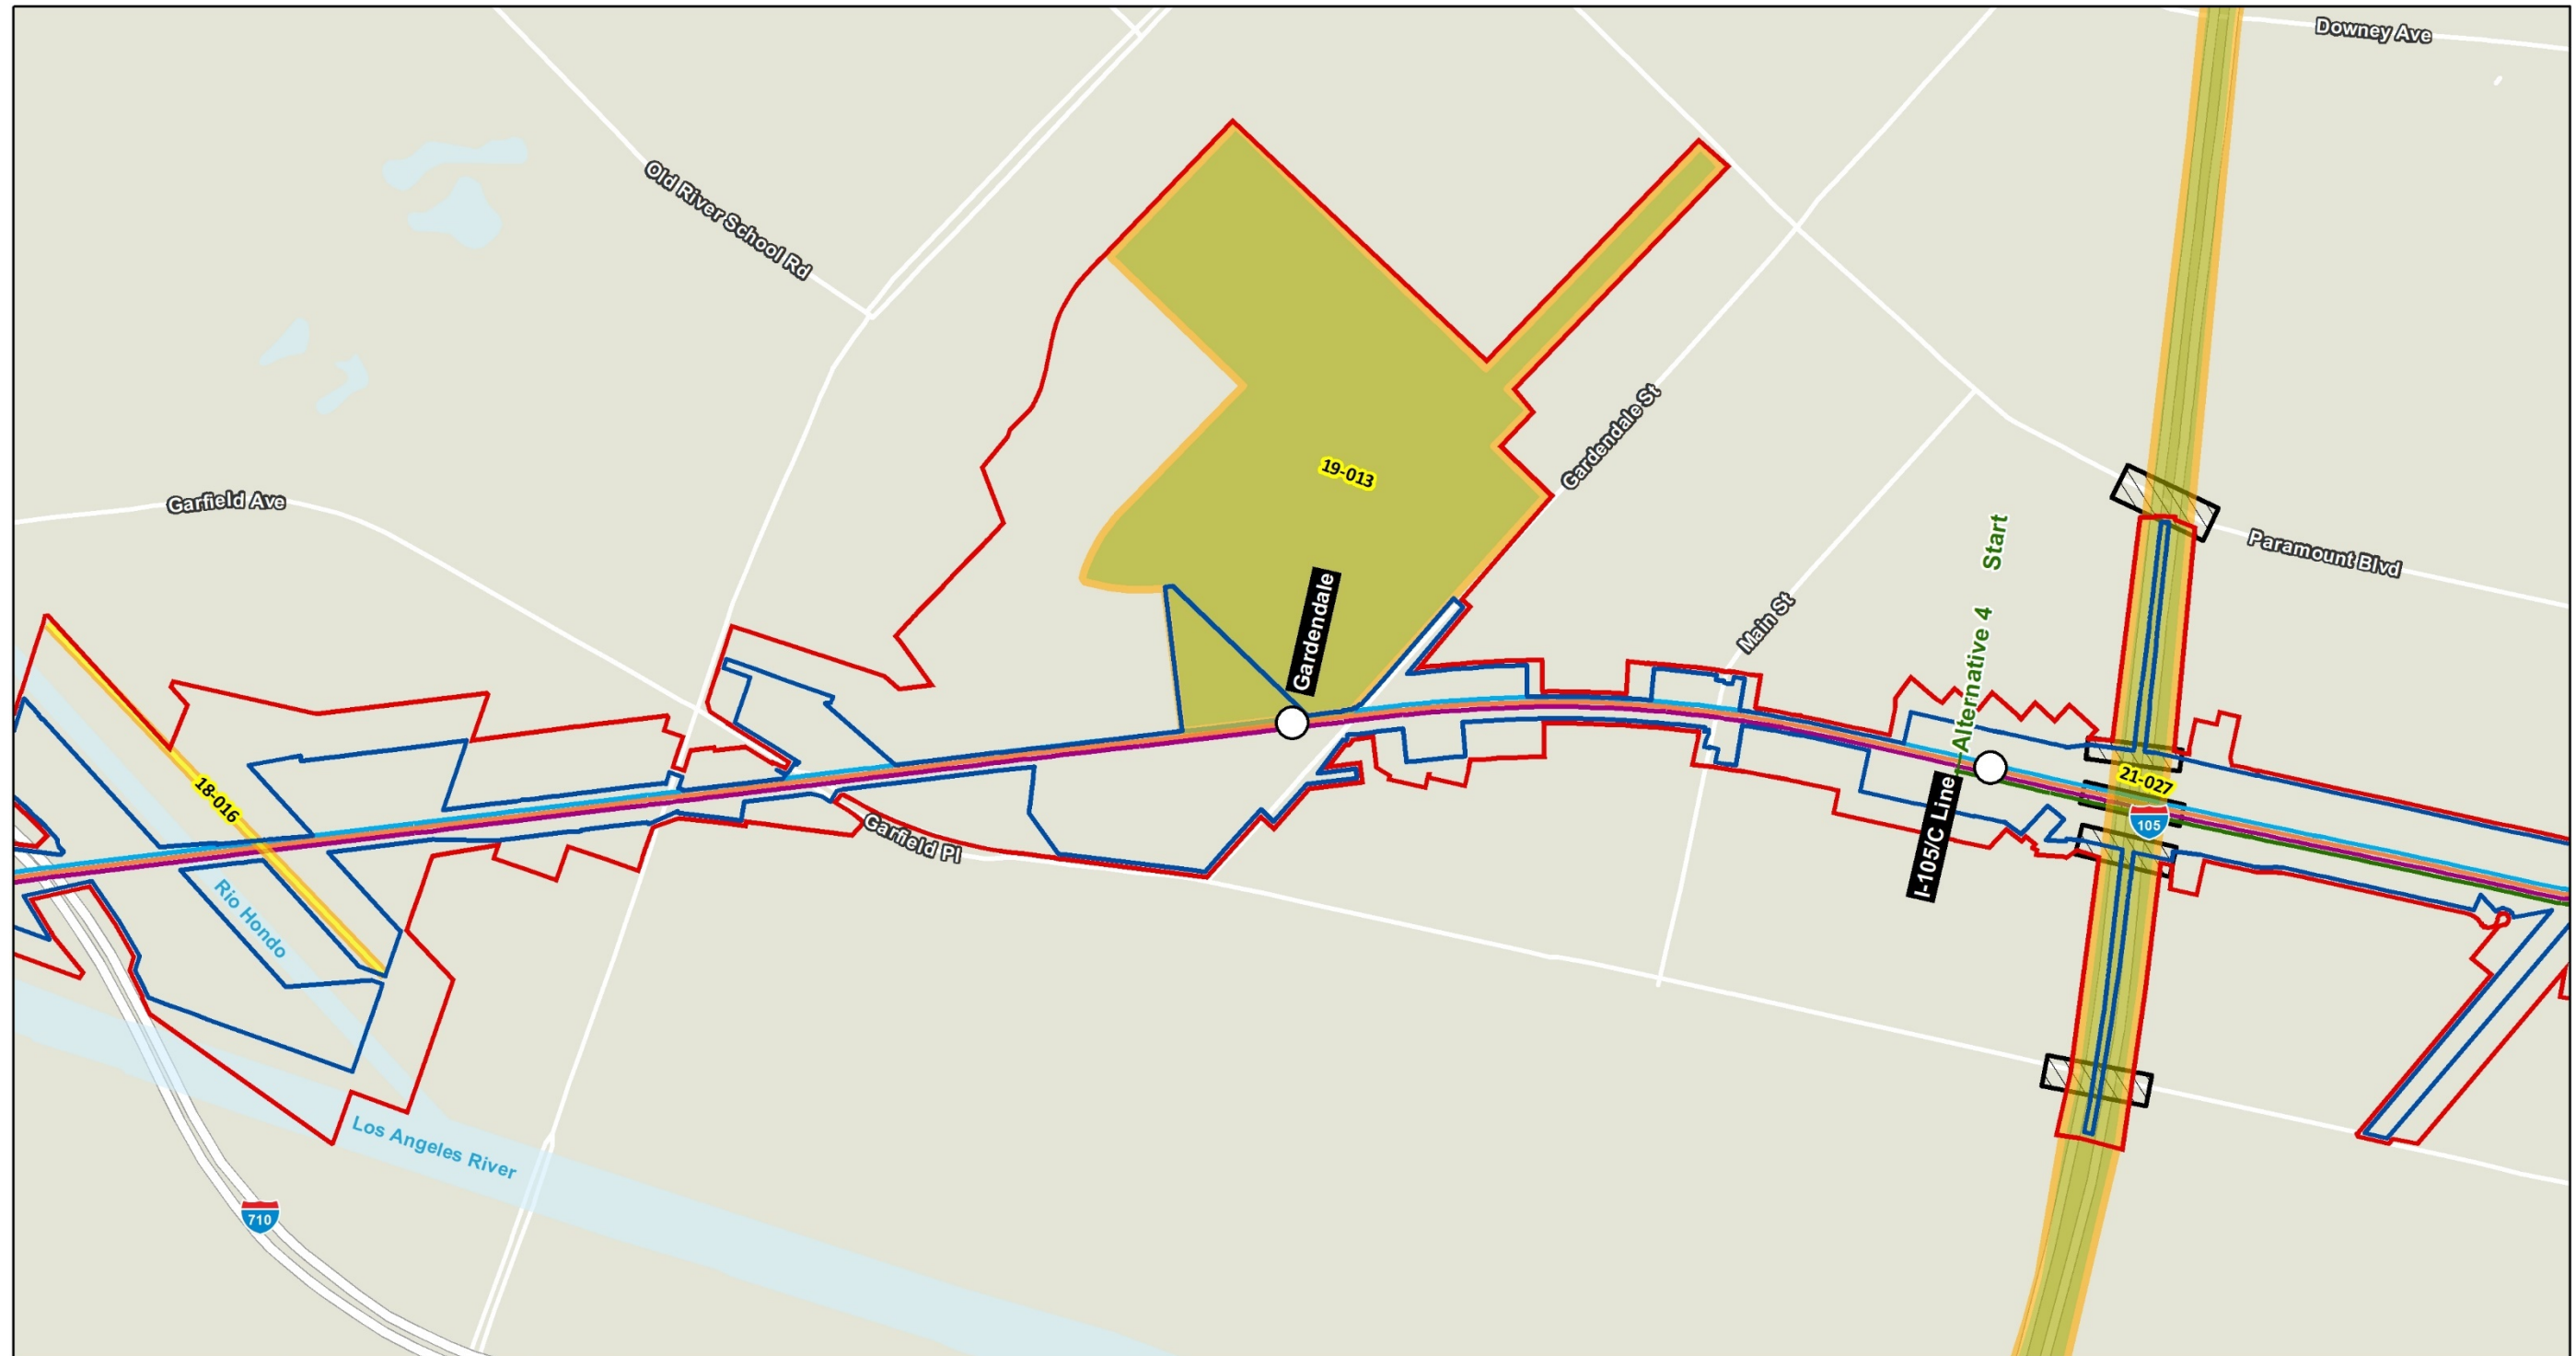 Downey Ave
Old River School Rd
Gardendale St
19-013
Garfield Ave
Start
Paramount Blvd
Gardendale
Main St
Alternative 4
18-016
21-027
105
I-105/C Line
Garfield Pl
Rio Hondo
Los Angeles River
710